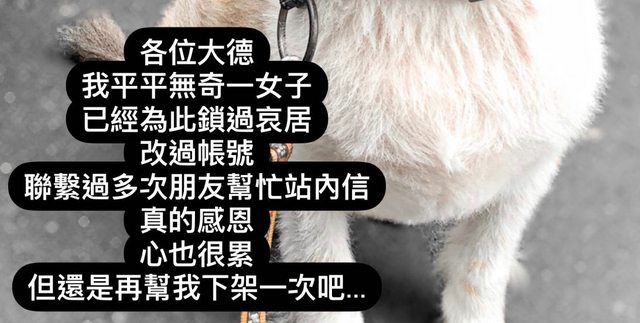 各位大德
我平平無奇一女子
已經為此鎖過哀居
改過帳號
聯繫過多次朋友幫忙站內信
真的感恩
心也很累
但還是再幫我下架一次吧...